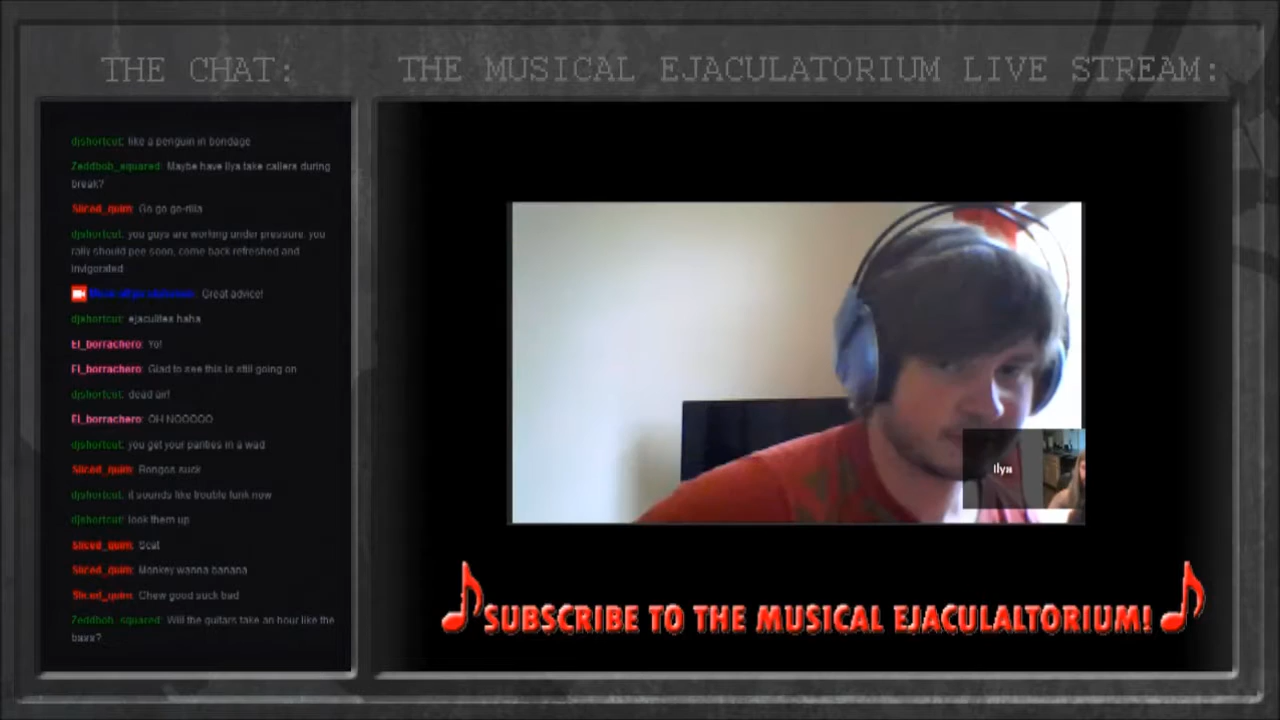 THE CHAT:
THE MUSICAL EJACULATORIUM LIVE STREAM:
djshortcut: like a penguin in bondage
Zeddbob_squared: Maybe have Ilya take callers during
break?
Sliced_quim: Go go go-rilla
djshortcut: you guys are working under pressure. you
rally should pee soon, come back refreshed and
invigorated
Great advice!
djshortcut: ejaculites haha
El_borrachero: Yo!
El_borrachero: Glad to see this is still going on
djshortcut: dead air!
El_borrachero: OH NOOOOO
djshortcut: you get your panties in a wad
Sliced_quim: Bongos suck
djshortcut: it sounds like trouble funk now
djshortcut: look them up
Sliced_quim: Scat
Sliced_quim: Monkey wanna banana
Sliced_quim: Chew good suck bad
Zeddbob_squared: Will the guitars take an hour like the
bass?
Ilya
SUBSCRIBE TO THE MUSICAL EJACULALTORIUM!